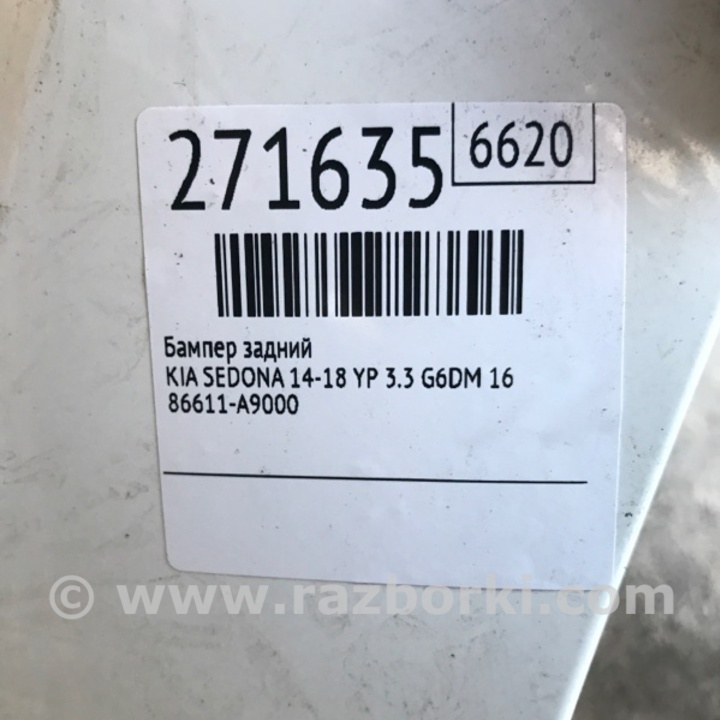 271635
6620
Бампер задний
KIA SEDONA 14-18 YP 3.3 G6DM 16
86611-A9000
© www.razborki.com